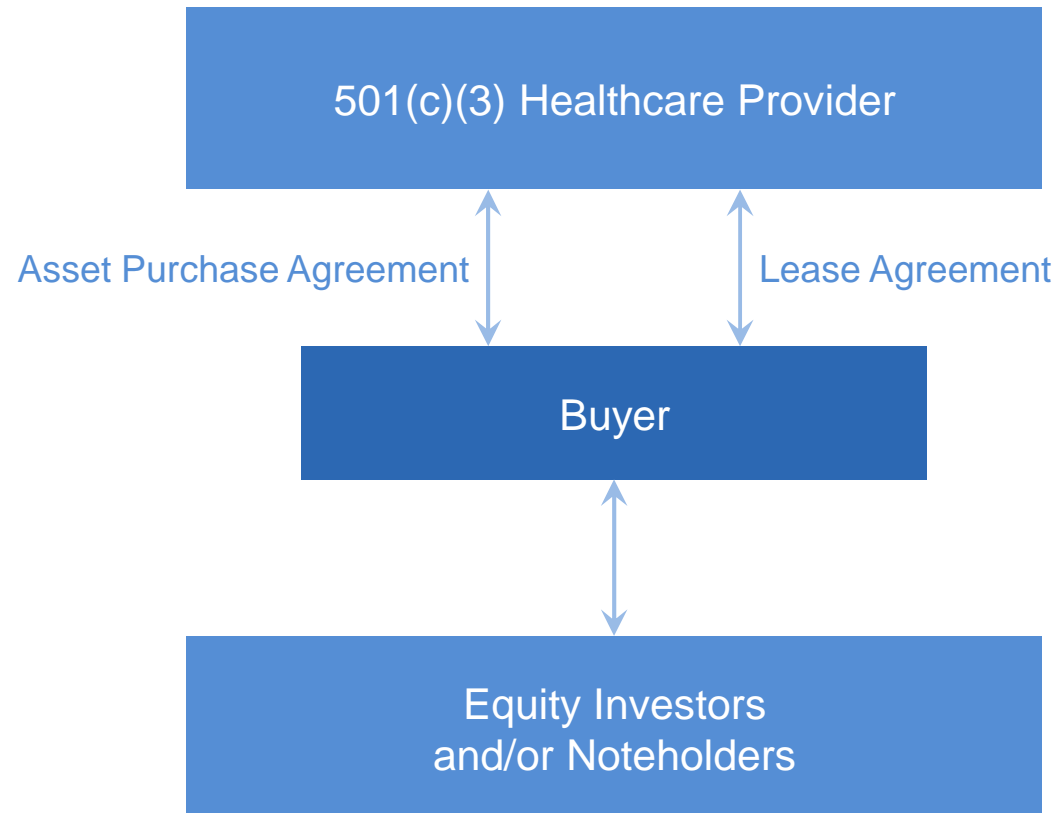 501(c)(3) Healthcare Provider
Asset Purchase Agreement
Lease Agreement
Buyer
Equity Investors
and/or Noteholders